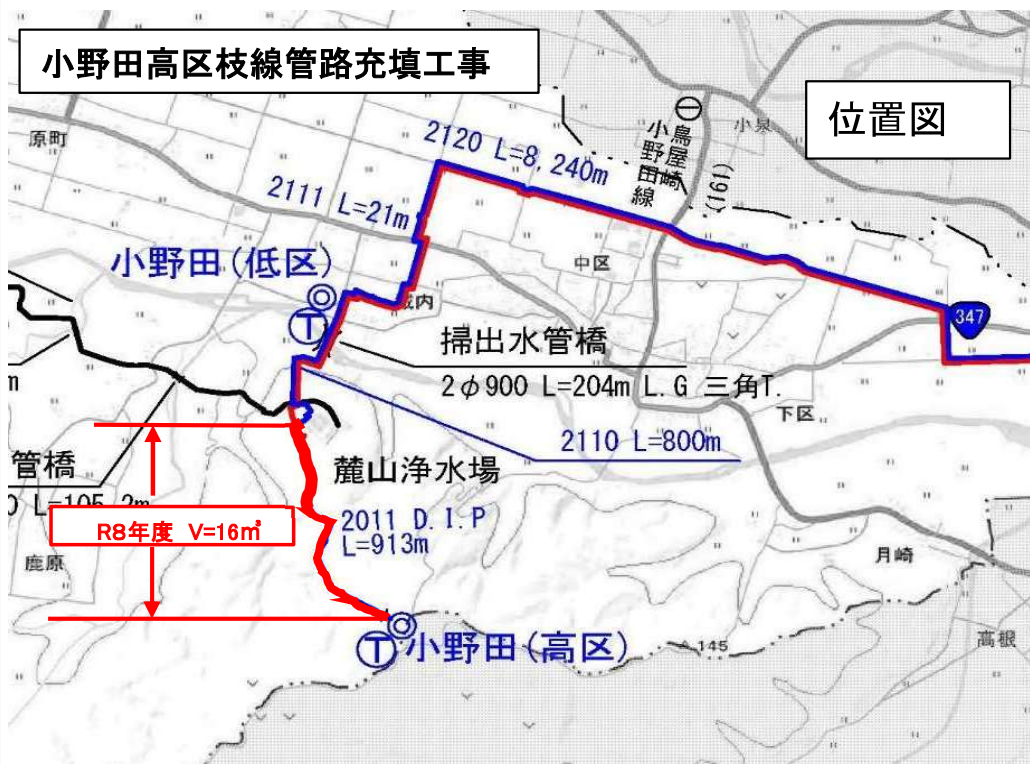 小野田高区枝線管路充填工事
位置図
原町
2120 L=8,240m
小泉
鳥屋崎
小野田線
(161)
2111 L=21m
小野田(低区)
T
中区
城内
347
掃出水管橋
2φ900 L=204m L.G 三角T.
下区
2110 L=800m
m
管橋
麓山浄水場
0 L=105.2m
R8年度 V=16㎥
2011 D.I.P
L=913m
鹿原
月崎
T
小野田(高区)
145
高根